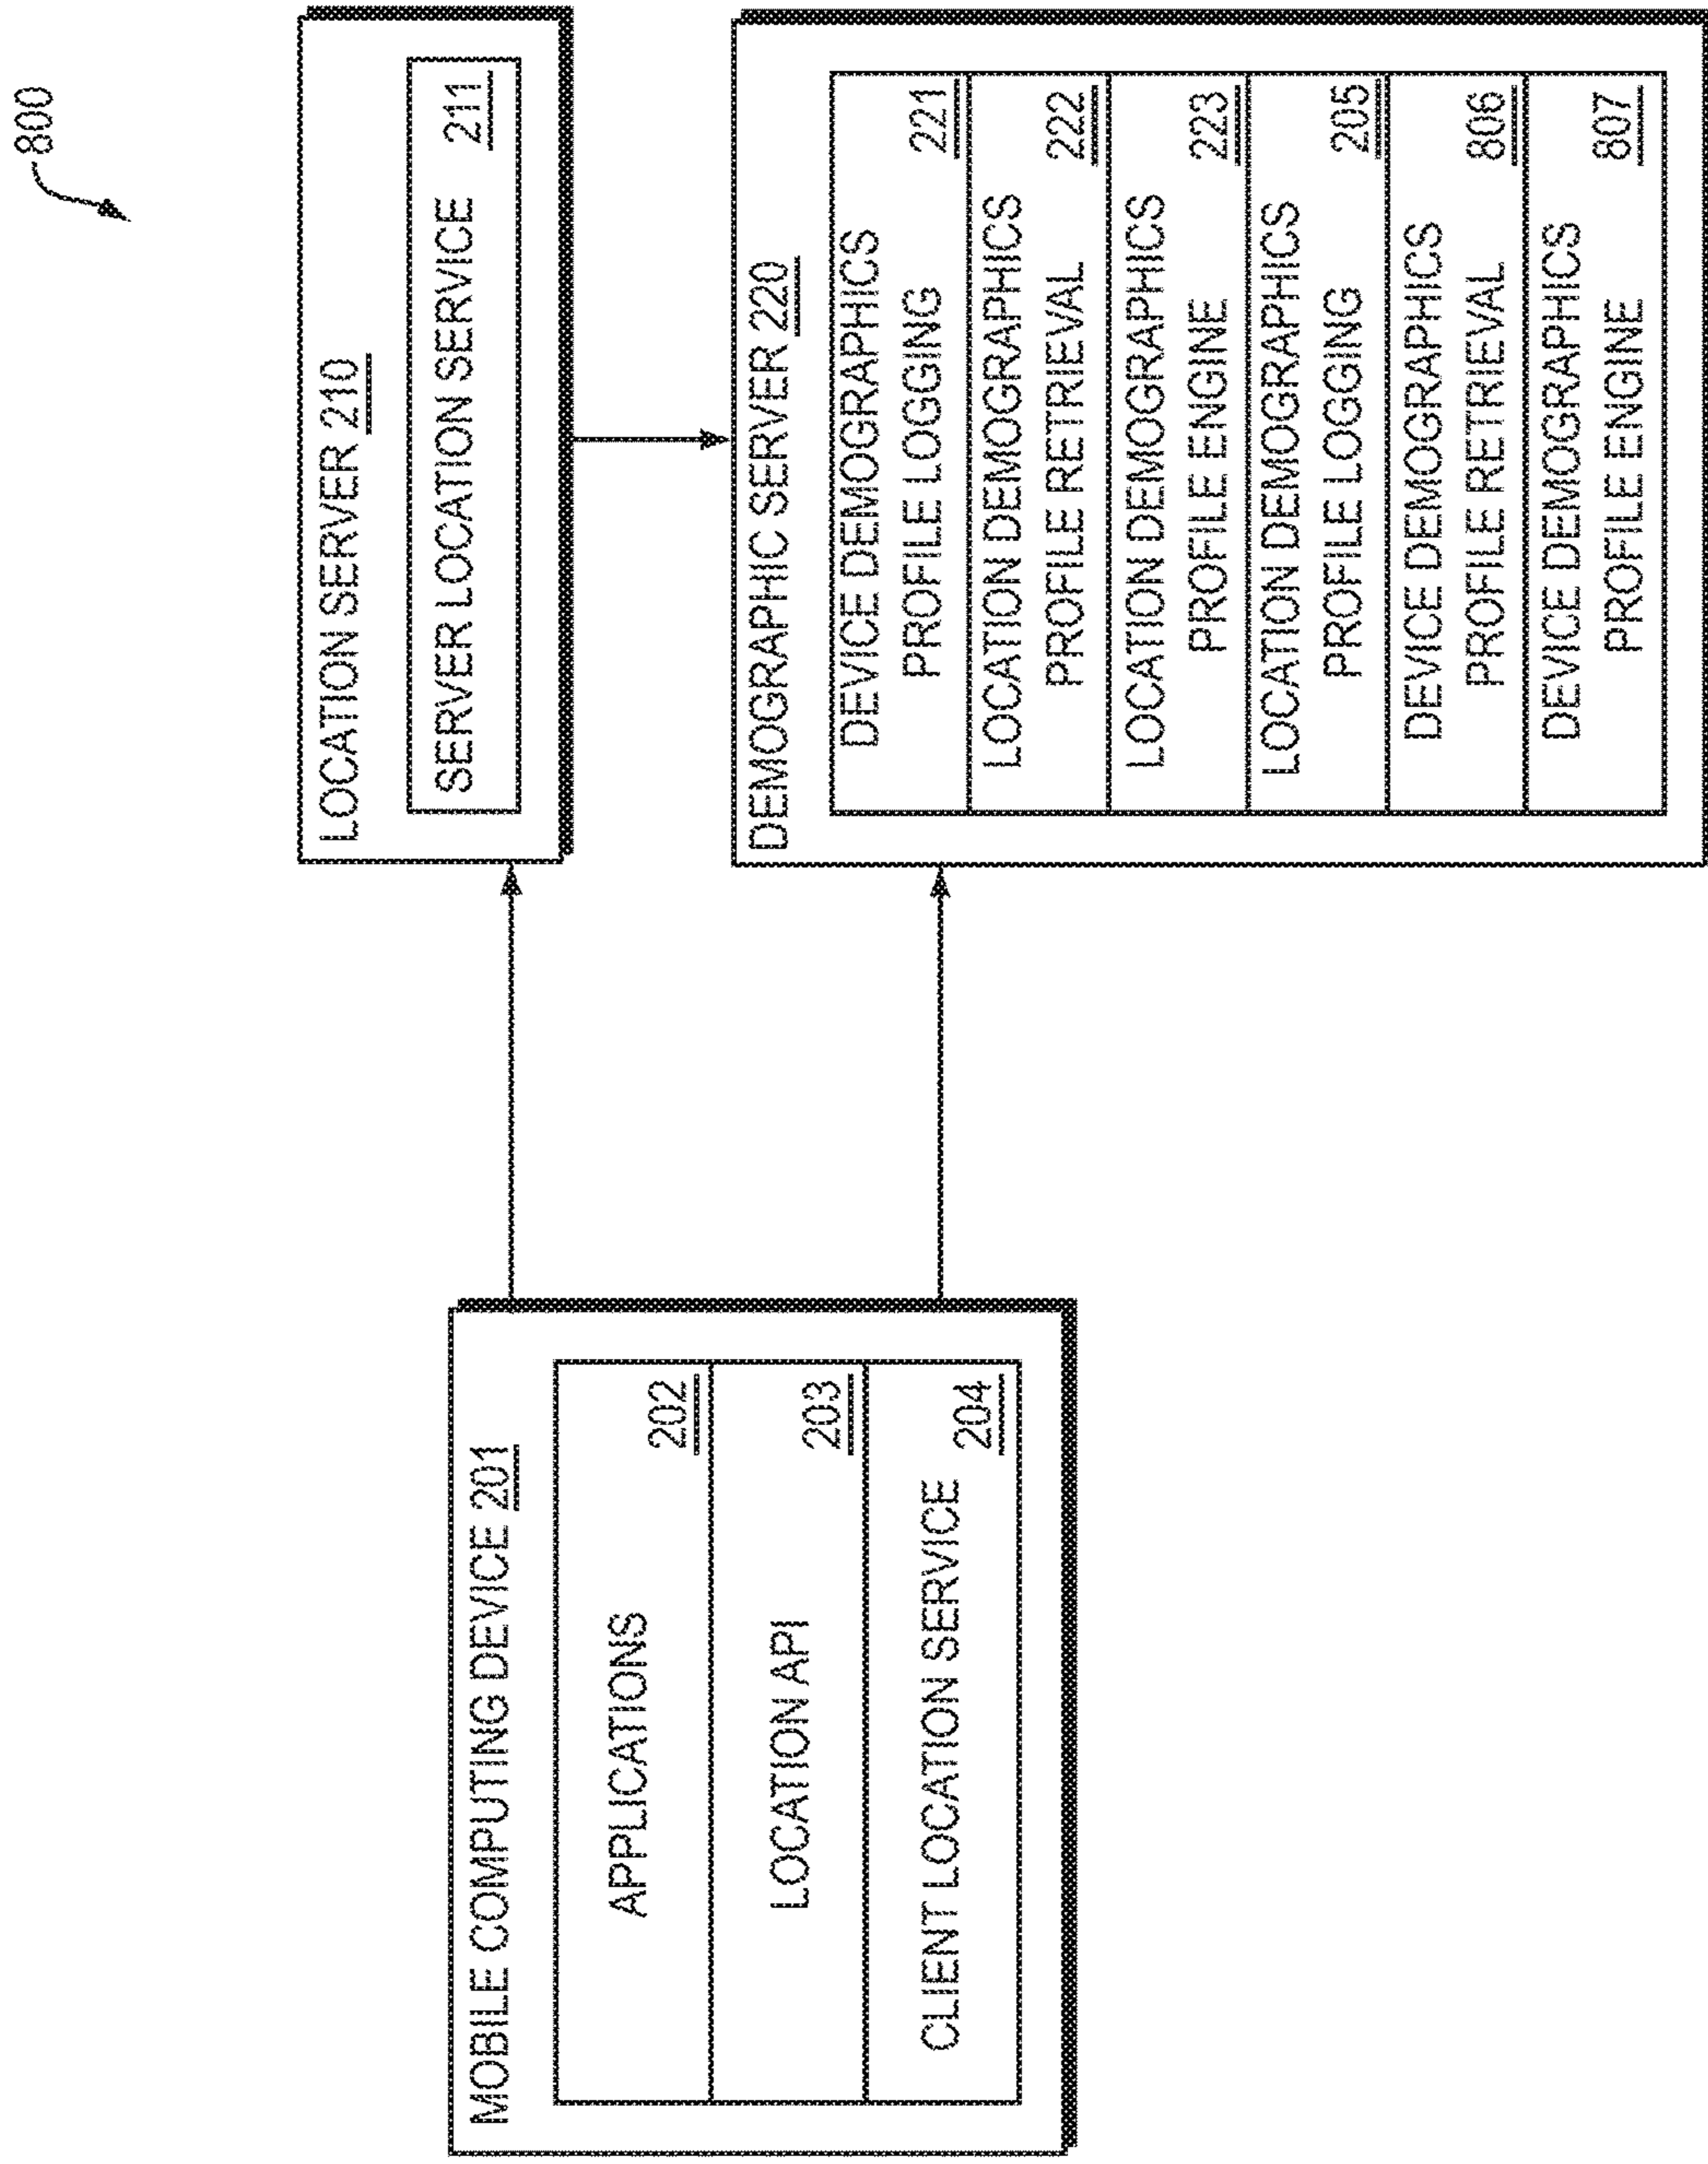 800
MOBILE COMPUTING DEVICE 201
APPLICATIONS
202
LOCATION API
203
CLIENT LOCATION SERVICE
204
LOCATION SERVER 210
SERVER LOCATION SERVICE 211
DEMOGRAPHIC SERVER 220
DEVICE DEMOGRAPHICS
PROFILE LOGGING 221
LOCATION DEMOGRAPHICS
PROFILE RETRIEVAL 222
LOCATION DEMOGRAPHICS
PROFILE ENGINE 223
LOCATION DEMOGRAPHICS
PROFILE LOGGING 205
DEVICE DEMOGRAPHICS
PROFILE RETRIEVAL 806
DEVICE DEMOGRAPHICS
PROFILE ENGINE 807